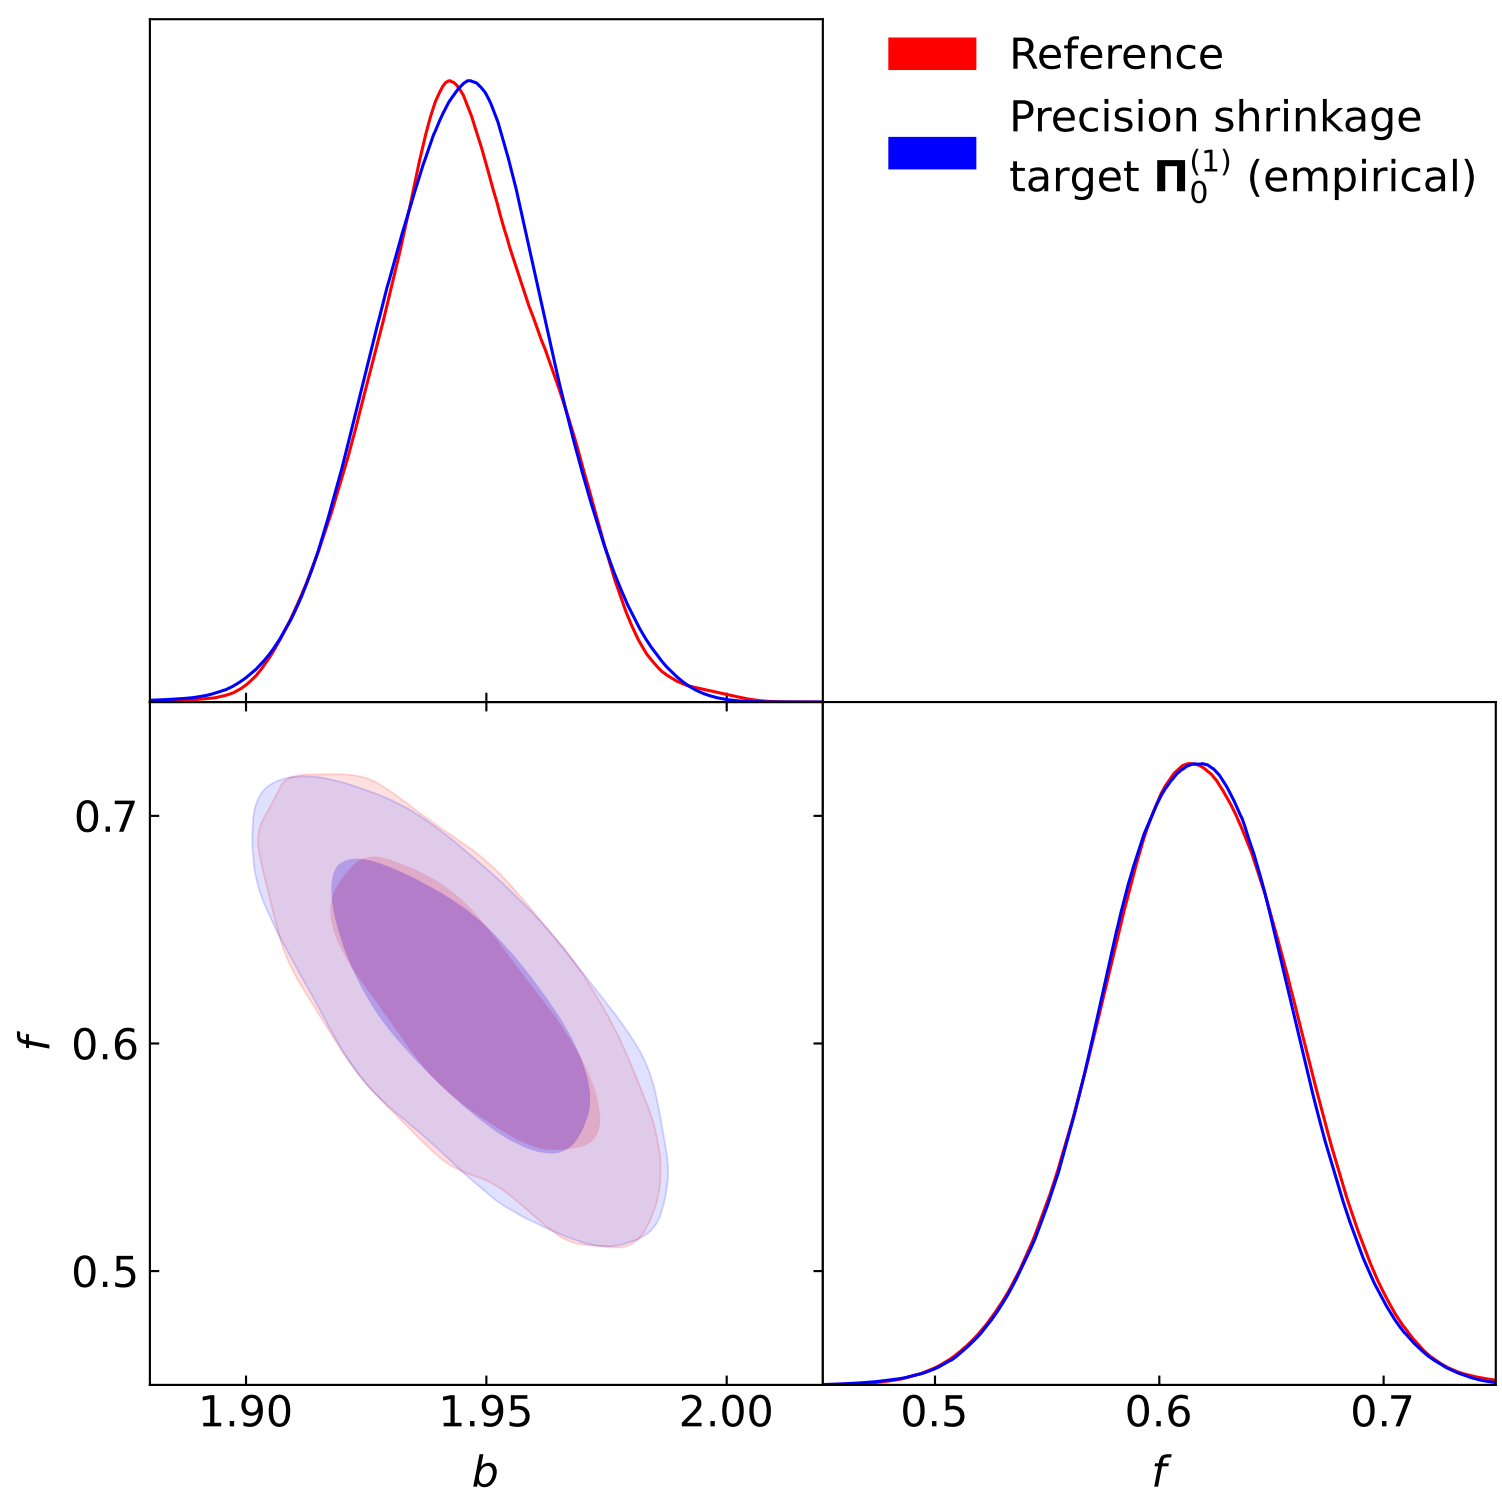 Reference
Precision shrinkage
target Π₀⁽¹⁾ (empirical)
0.7
0.6
0.5
f
1.90 1.95 2.00
b
0.5 0.6 0.7
f